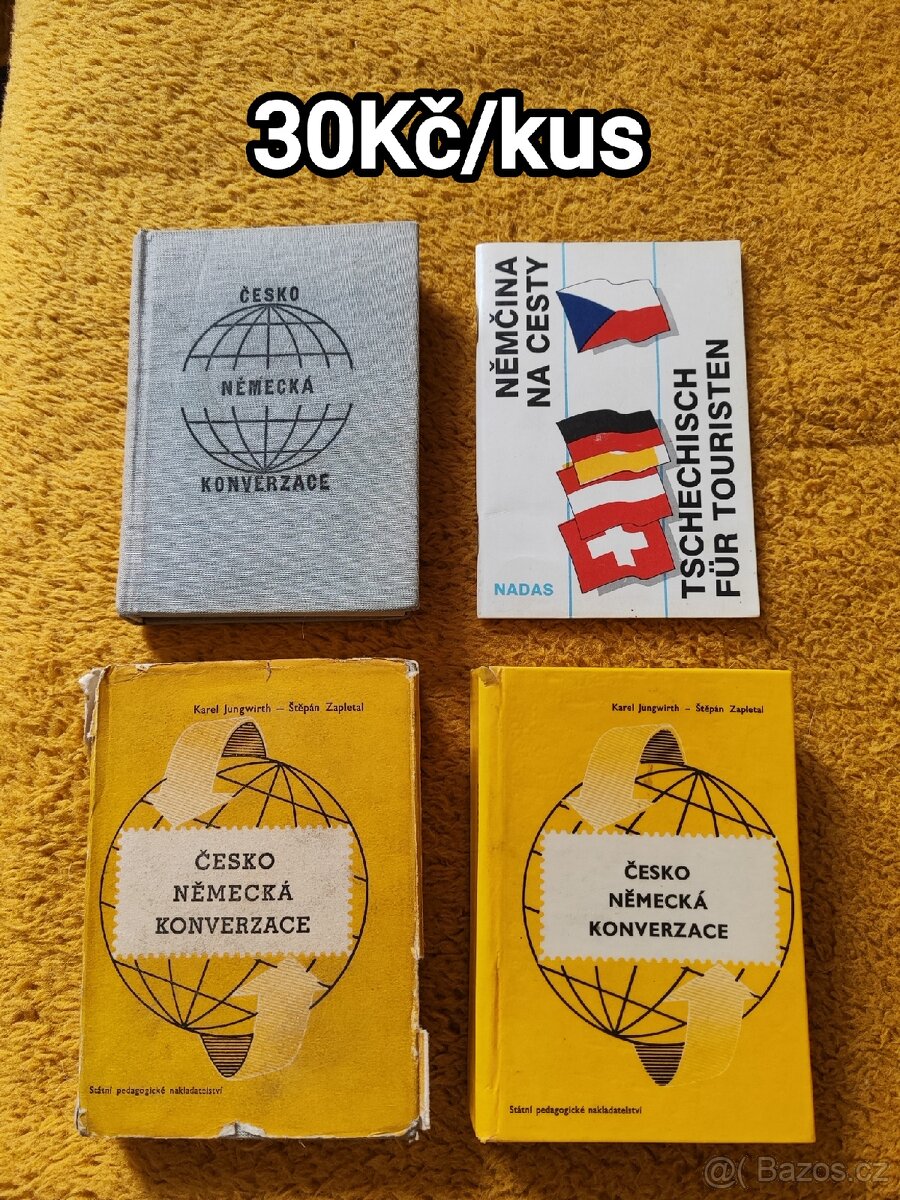 30Kč/kus
ČESKO
NĚMECKÁ
KONVERZACE
NĚMČINA
NA CESTY
TSCHECHISCH
FÜR TOURISTEN
NADAS
Karel Jungwirth – Štěpán Zapletal
ČESKO
NĚMECKÁ
KONVERZACE
Státní pedagogické nakladatelství
Karel Jungwirth – Štěpán Zapletal
ČESKO
NĚMECKÁ
KONVERZACE
Státní pedagogické nakladatelství
@( Bazos.cz